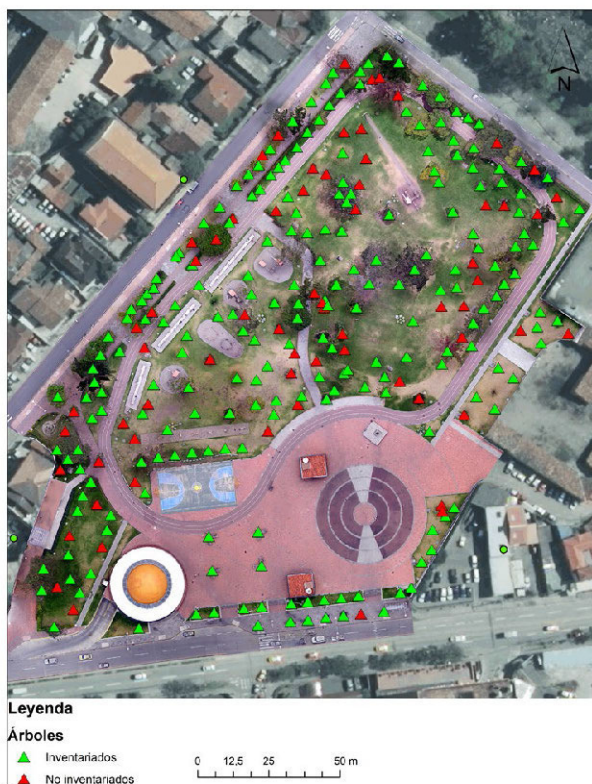 N
Leyenda
Árboles
Inventariados
No inventariados
0 12,5 25 50 m